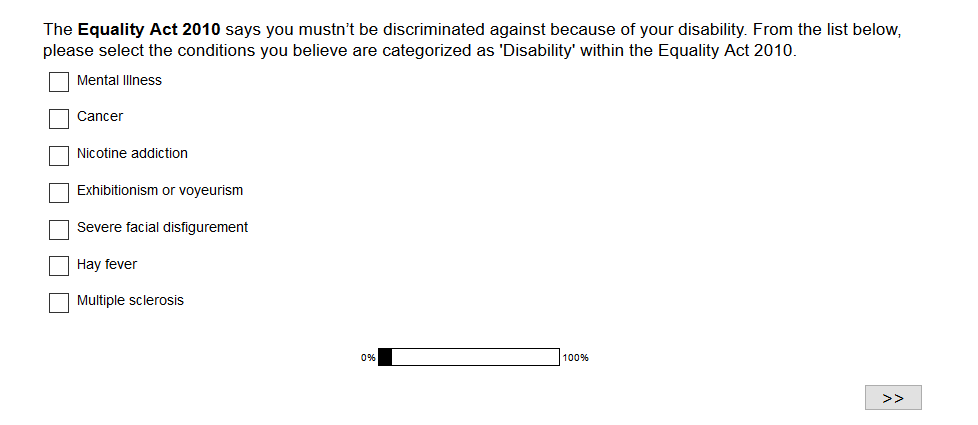 The Equality Act 2010 says you mustn’t be discriminated against because of your disability. From the list below,
please select the conditions you believe are categorized as 'Disability' within the Equality Act 2010.
Mental Illness
Cancer
Nicotine addiction
Exhibitionism or voyeurism
Severe facial disfigurement
Hay fever
Multiple sclerosis
0% 100%
>>